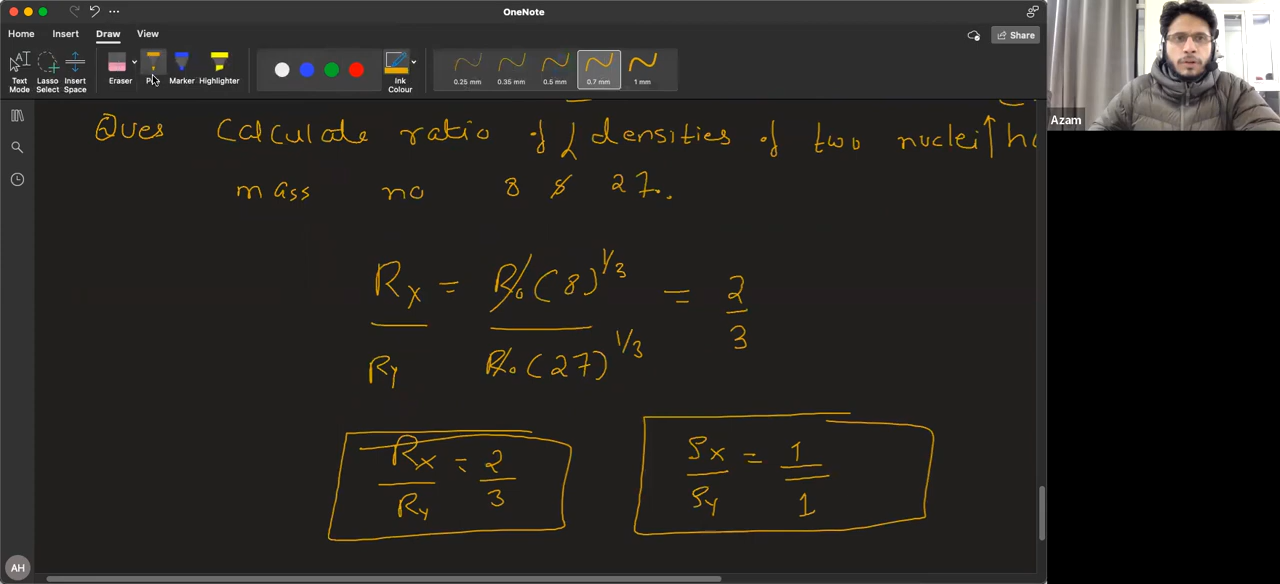 OneNote
Home Insert Draw View
Share
Text Mode
Lasso Select
Insert Space
Eraser
Pen
Marker
Highlighter
Ink Colour
0.25 mm
0.35 mm
0.5 mm
0.7 mm
1 mm
Azam
Ques Calculate ratio of densities of two nuclei
mass no 8 & 27.
Rx/Ry = R₀(8)^1/3 / R₀(27)^1/3 = 2/3
Rx/Ry = 2/3
ρx/ρy = 1/1
AH